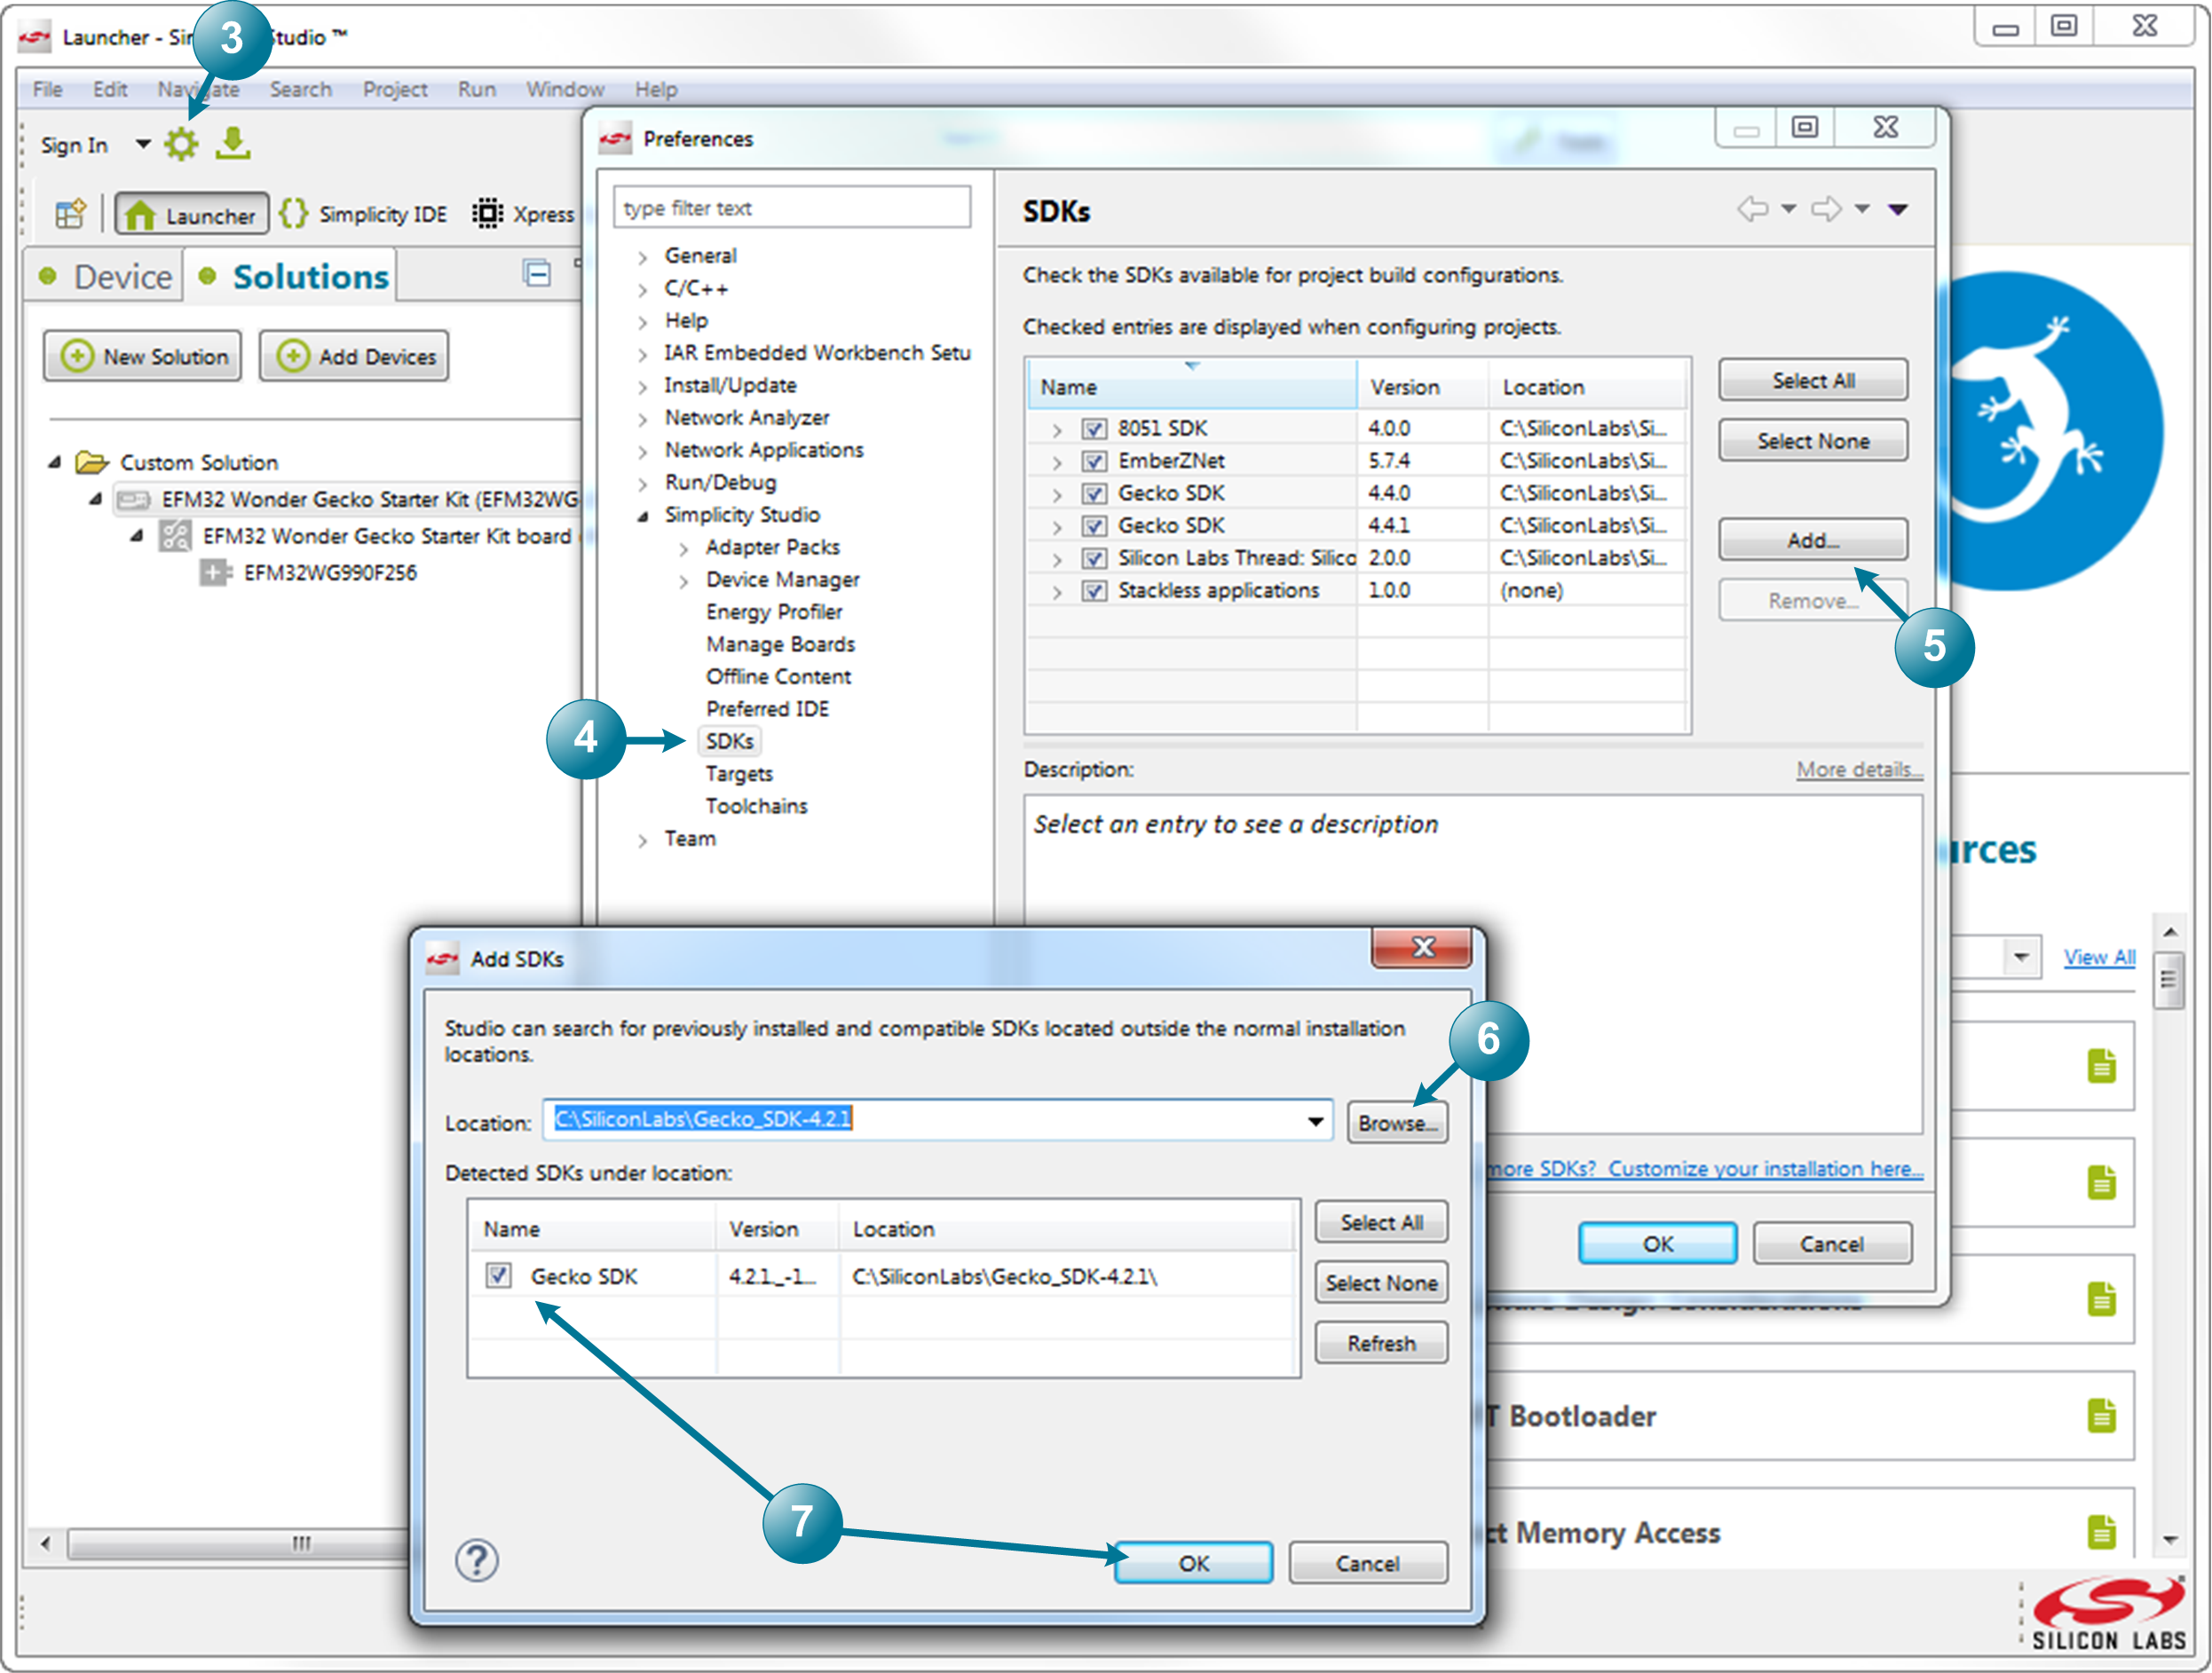 Launcher - Sir
Studio ™
3
File Edit Navigate Search Project Run Window Help
Sign In
Launcher
Simplicity IDE
Xpress
Device
Solutions
New Solution
Add Devices
Custom Solution
EFM32 Wonder Gecko Starter Kit (EFM32WG
EFM32 Wonder Gecko Starter Kit board
EFM32WG990F256
Preferences
type filter text
General
C/C++
Help
IAR Embedded Workbench Setu
Install/Update
Network Analyzer
Network Applications
Run/Debug
Simplicity Studio
Adapter Packs
Device Manager
Energy Profiler
Manage Boards
Offline Content
Preferred IDE
4
SDKs
Targets
Toolchains
Team
SDKs
Check the SDKs available for project build configurations.
Checked entries are displayed when configuring projects.
Name Version Location
8051 SDK 4.0.0 C:\SiliconLabs\Si...
EmberZNet 5.7.4 C:\SiliconLabs\Si...
Gecko SDK 4.4.0 C:\SiliconLabs\Si...
Gecko SDK 4.4.1 C:\SiliconLabs\Si...
Silicon Labs Thread: Silico 2.0.0 C:\SiliconLabs\Si...
Stackless applications 1.0.0 (none)
Select All
Select None
Add...
Remove...
5
Description:
More details...
Select an entry to see a description
more SDKs? Customize your installation here...
OK
Cancel
urces
View All
T Bootloader
ct Memory Access
Add SDKs
Studio can search for previously installed and compatible SDKs located outside the normal installation
locations.
6
Location: C:\SiliconLabs\Gecko_SDK-4.2.1
Browse...
Detected SDKs under location:
Name Version Location
Gecko SDK 4.2.1._-1... C:\SiliconLabs\Gecko_SDK-4.2.1\
Select All
Select None
Refresh
7
?
OK
Cancel
SILICON LABS